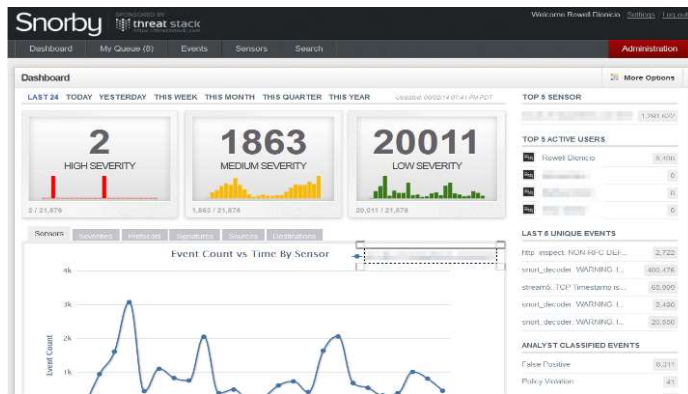 Snorby
SPONSORED BY
threat stack
Welcome Rowell Dionicio Settings Log out
Dashboard My Queue (8) Events Sensors Search Administration
Dashboard
More Options
LAST 24 TODAY YESTERDAY THIS WEEK THIS MONTH THIS QUARTER THIS YEAR
2
HIGH SEVERITY
2 / 21,876
1863
MEDIUM SEVERITY
1,863 / 21,876
20011
LOW SEVERITY
20,011 / 21,876
Sensors Severities Protocols Signatures Sources Destinations
Event Count vs Time By Sensor
4k
3k
2k
1k
Event Count
TOP 5 SENSOR
TOP 5 ACTIVE USERS
Rowell Dionicio
0
0
0
LAST 5 UNIQUE EVENTS
http_inspect: NON-RFC DEF... 2,722
snort_decoder: WARNING: I...
stream5: TCP Timestamp is...
snort_decoder: WARNING: I...
snort_decoder: WARNING: I...
ANALYST CLASSIFIED EVENTS
False Positive
Policy Violation 41